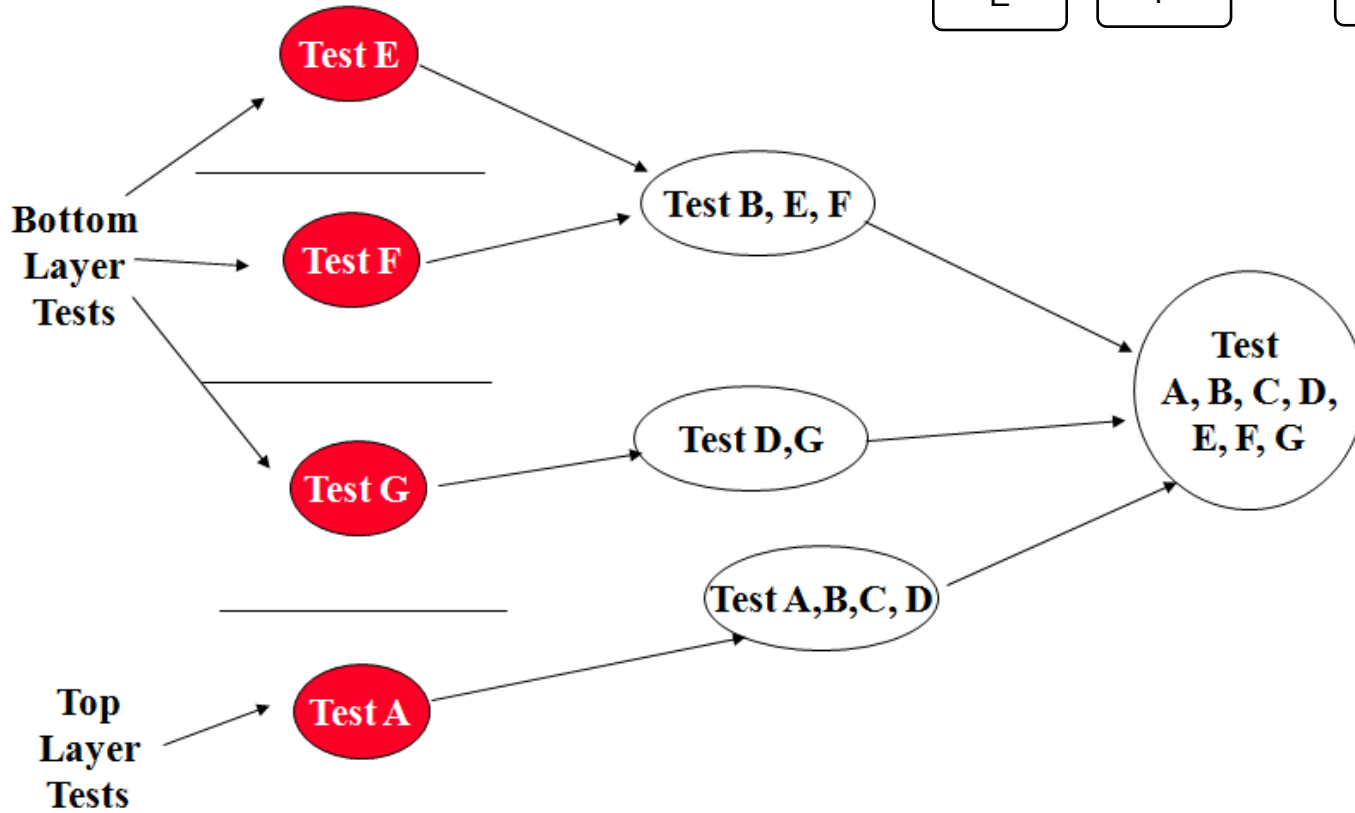 Test E
Test B, E, F
Bottom
Layer
Tests
Test F
Test
A, B, C, D,
E, F, G
Test D,G
Test G
Test A,B,C, D
Top
Layer
Tests
Test A